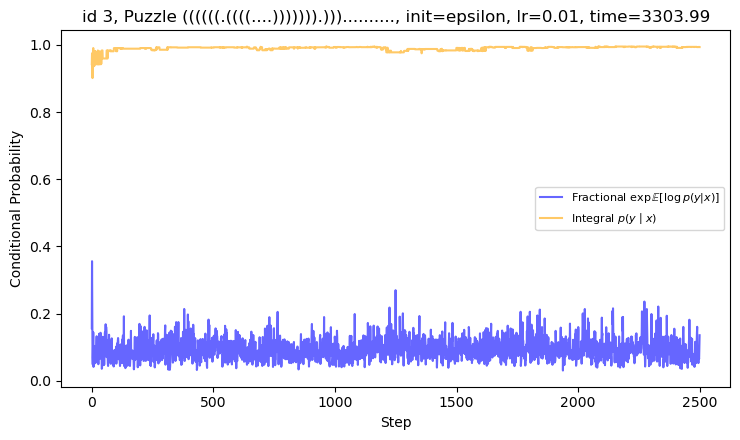 id 3, Puzzle ((((((.((((....))))))).))).........., init=epsilon, lr=0.01, time=3303.99
1.0
0.8
0.6
0.4
0.2
0.0
Conditional Probability
Fractional exp𝔼[log p(y|x)]
Integral p(y | x)
0
500
1000
1500
2000
2500
Step